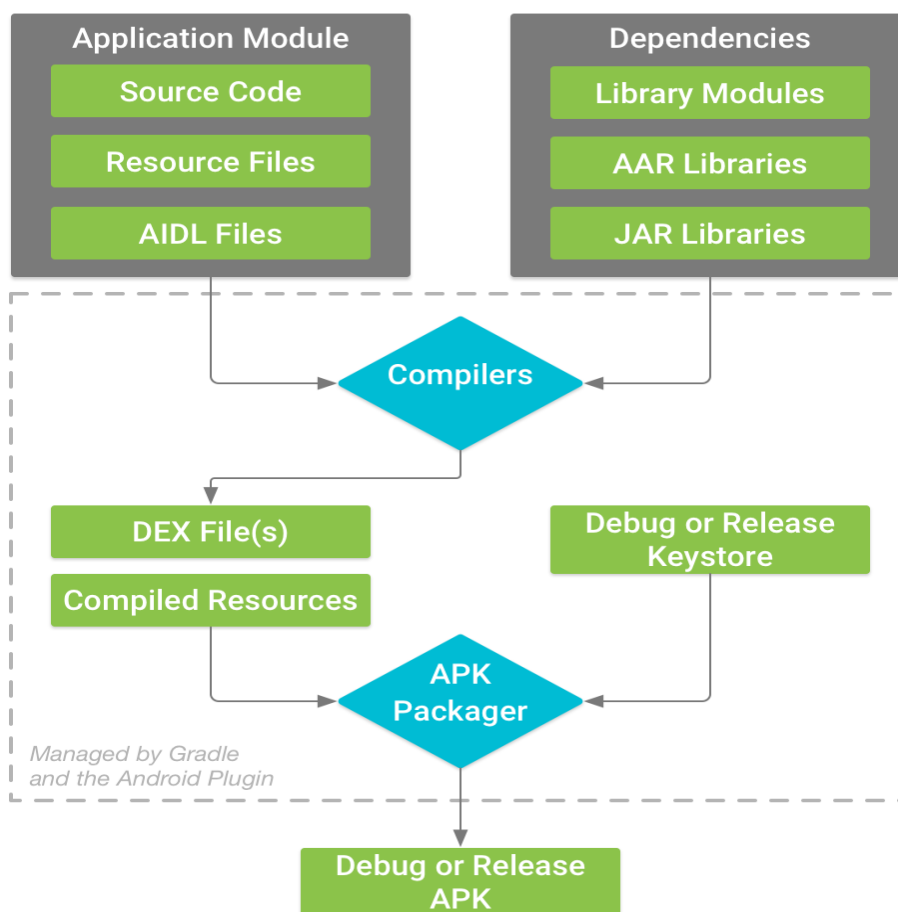 Application Module
Source Code
Resource Files
AIDL Files
Dependencies
Library Modules
AAR Libraries
JAR Libraries
Compilers
DEX File(s)
Compiled Resources
Debug or Release
Keystore
APK
Packager
Managed by Gradle
and the Android Plugin
Debug or Release
APK